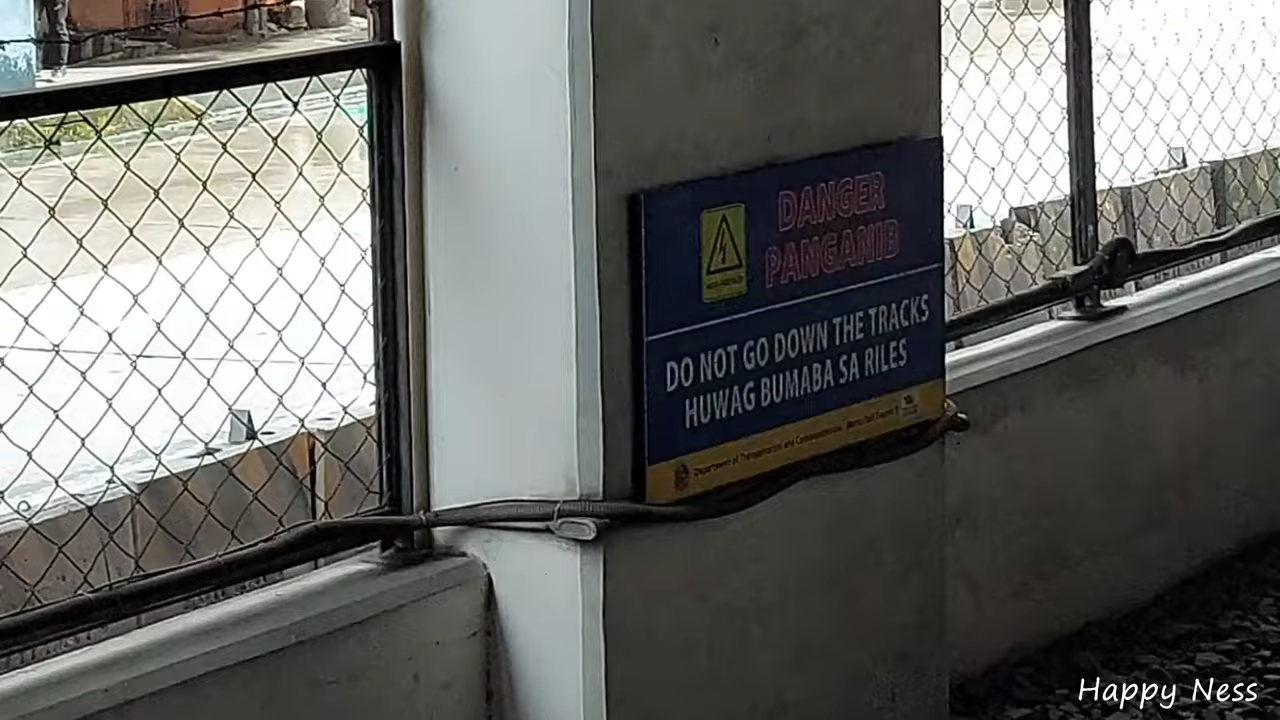 DANGER
PANGANIB
DO NOT GO DOWN THE TRACKS
HUWAG BUMABA SA RILES
Department of Transportation and Communications
Happy Ness